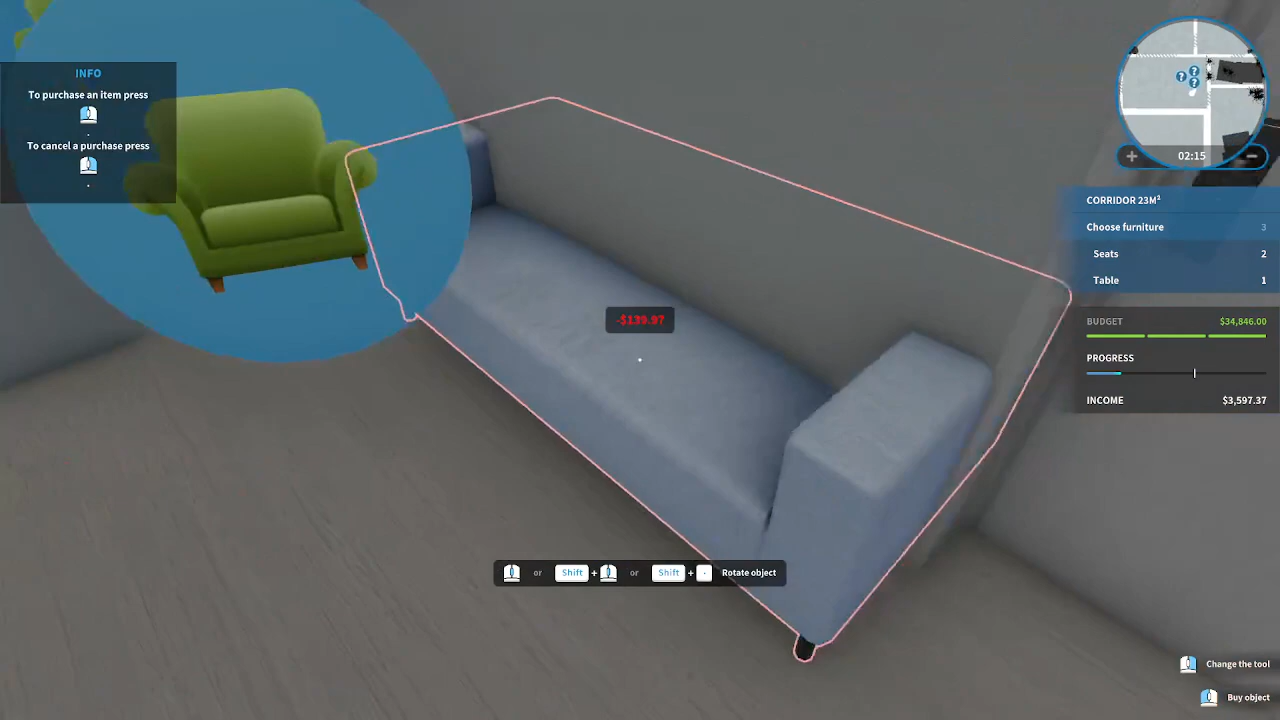 INFO
To purchase an item press
.
To cancel a purchase press
.
+ 02:15 −
CORRIDOR 23M²
Choose furniture 3
Seats 2
Table 1
BUDGET $34,846.00
PROGRESS
INCOME $3,597.37
-$139.97
or Shift + or Shift + . Rotate object
Change the tool
Buy object